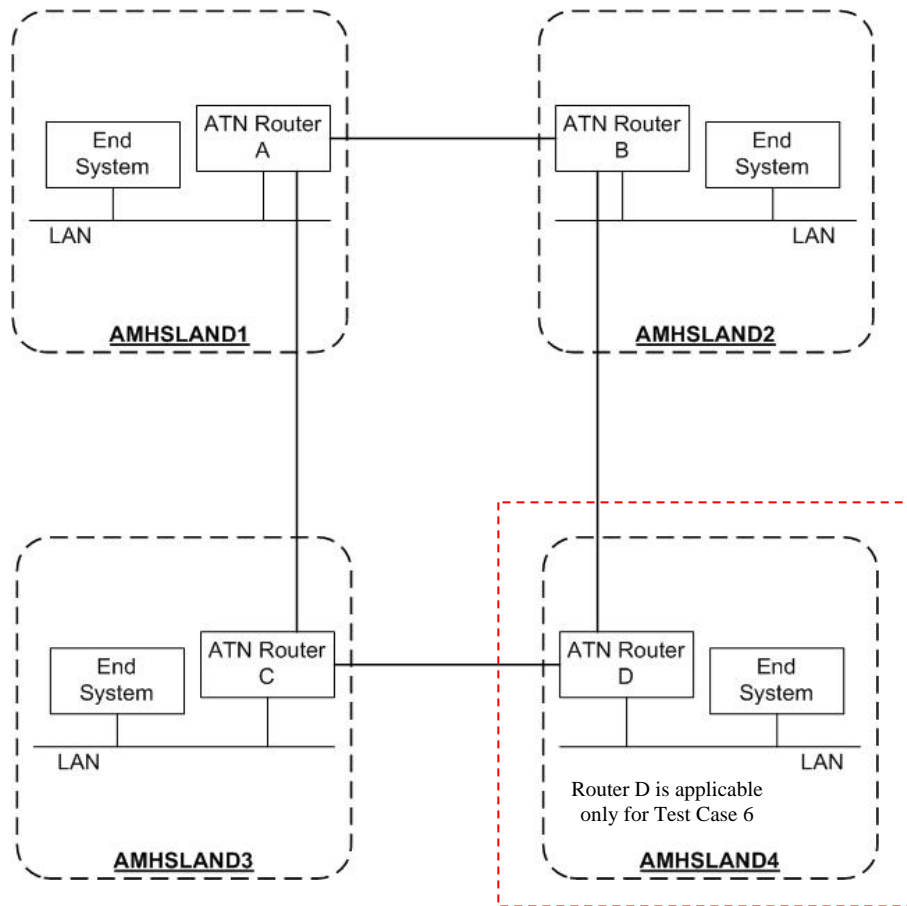 End
System
ATN Router
A
LAN
AMHSLAND1
ATN Router
B
End
System
LAN
AMHSLAND2
End
System
ATN Router
C
LAN
AMHSLAND3
ATN Router
D
End
System
LAN
Router D is applicable
only for Test Case 6
AMHSLAND4